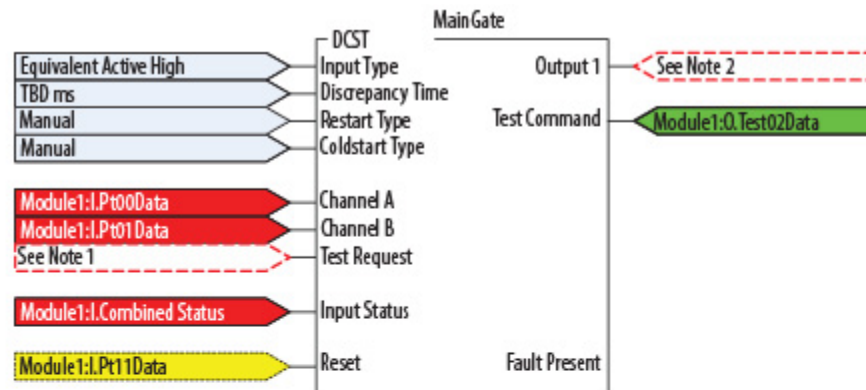 MainGate
DCST
Equivalent Active High
Input Type
Output 1
See Note 2
TBD ms
Discrepancy Time
Manual
Restart Type
Test Command
Module1:O.Test02Data
Manual
Coldstart Type
Module1:I.Pt00Data
Channel A
Module1:I.Pt01Data
Channel B
See Note 1
Test Request
Module1:I.Combined Status
Input Status
Module1:I.Pt11Data
Reset
Fault Present